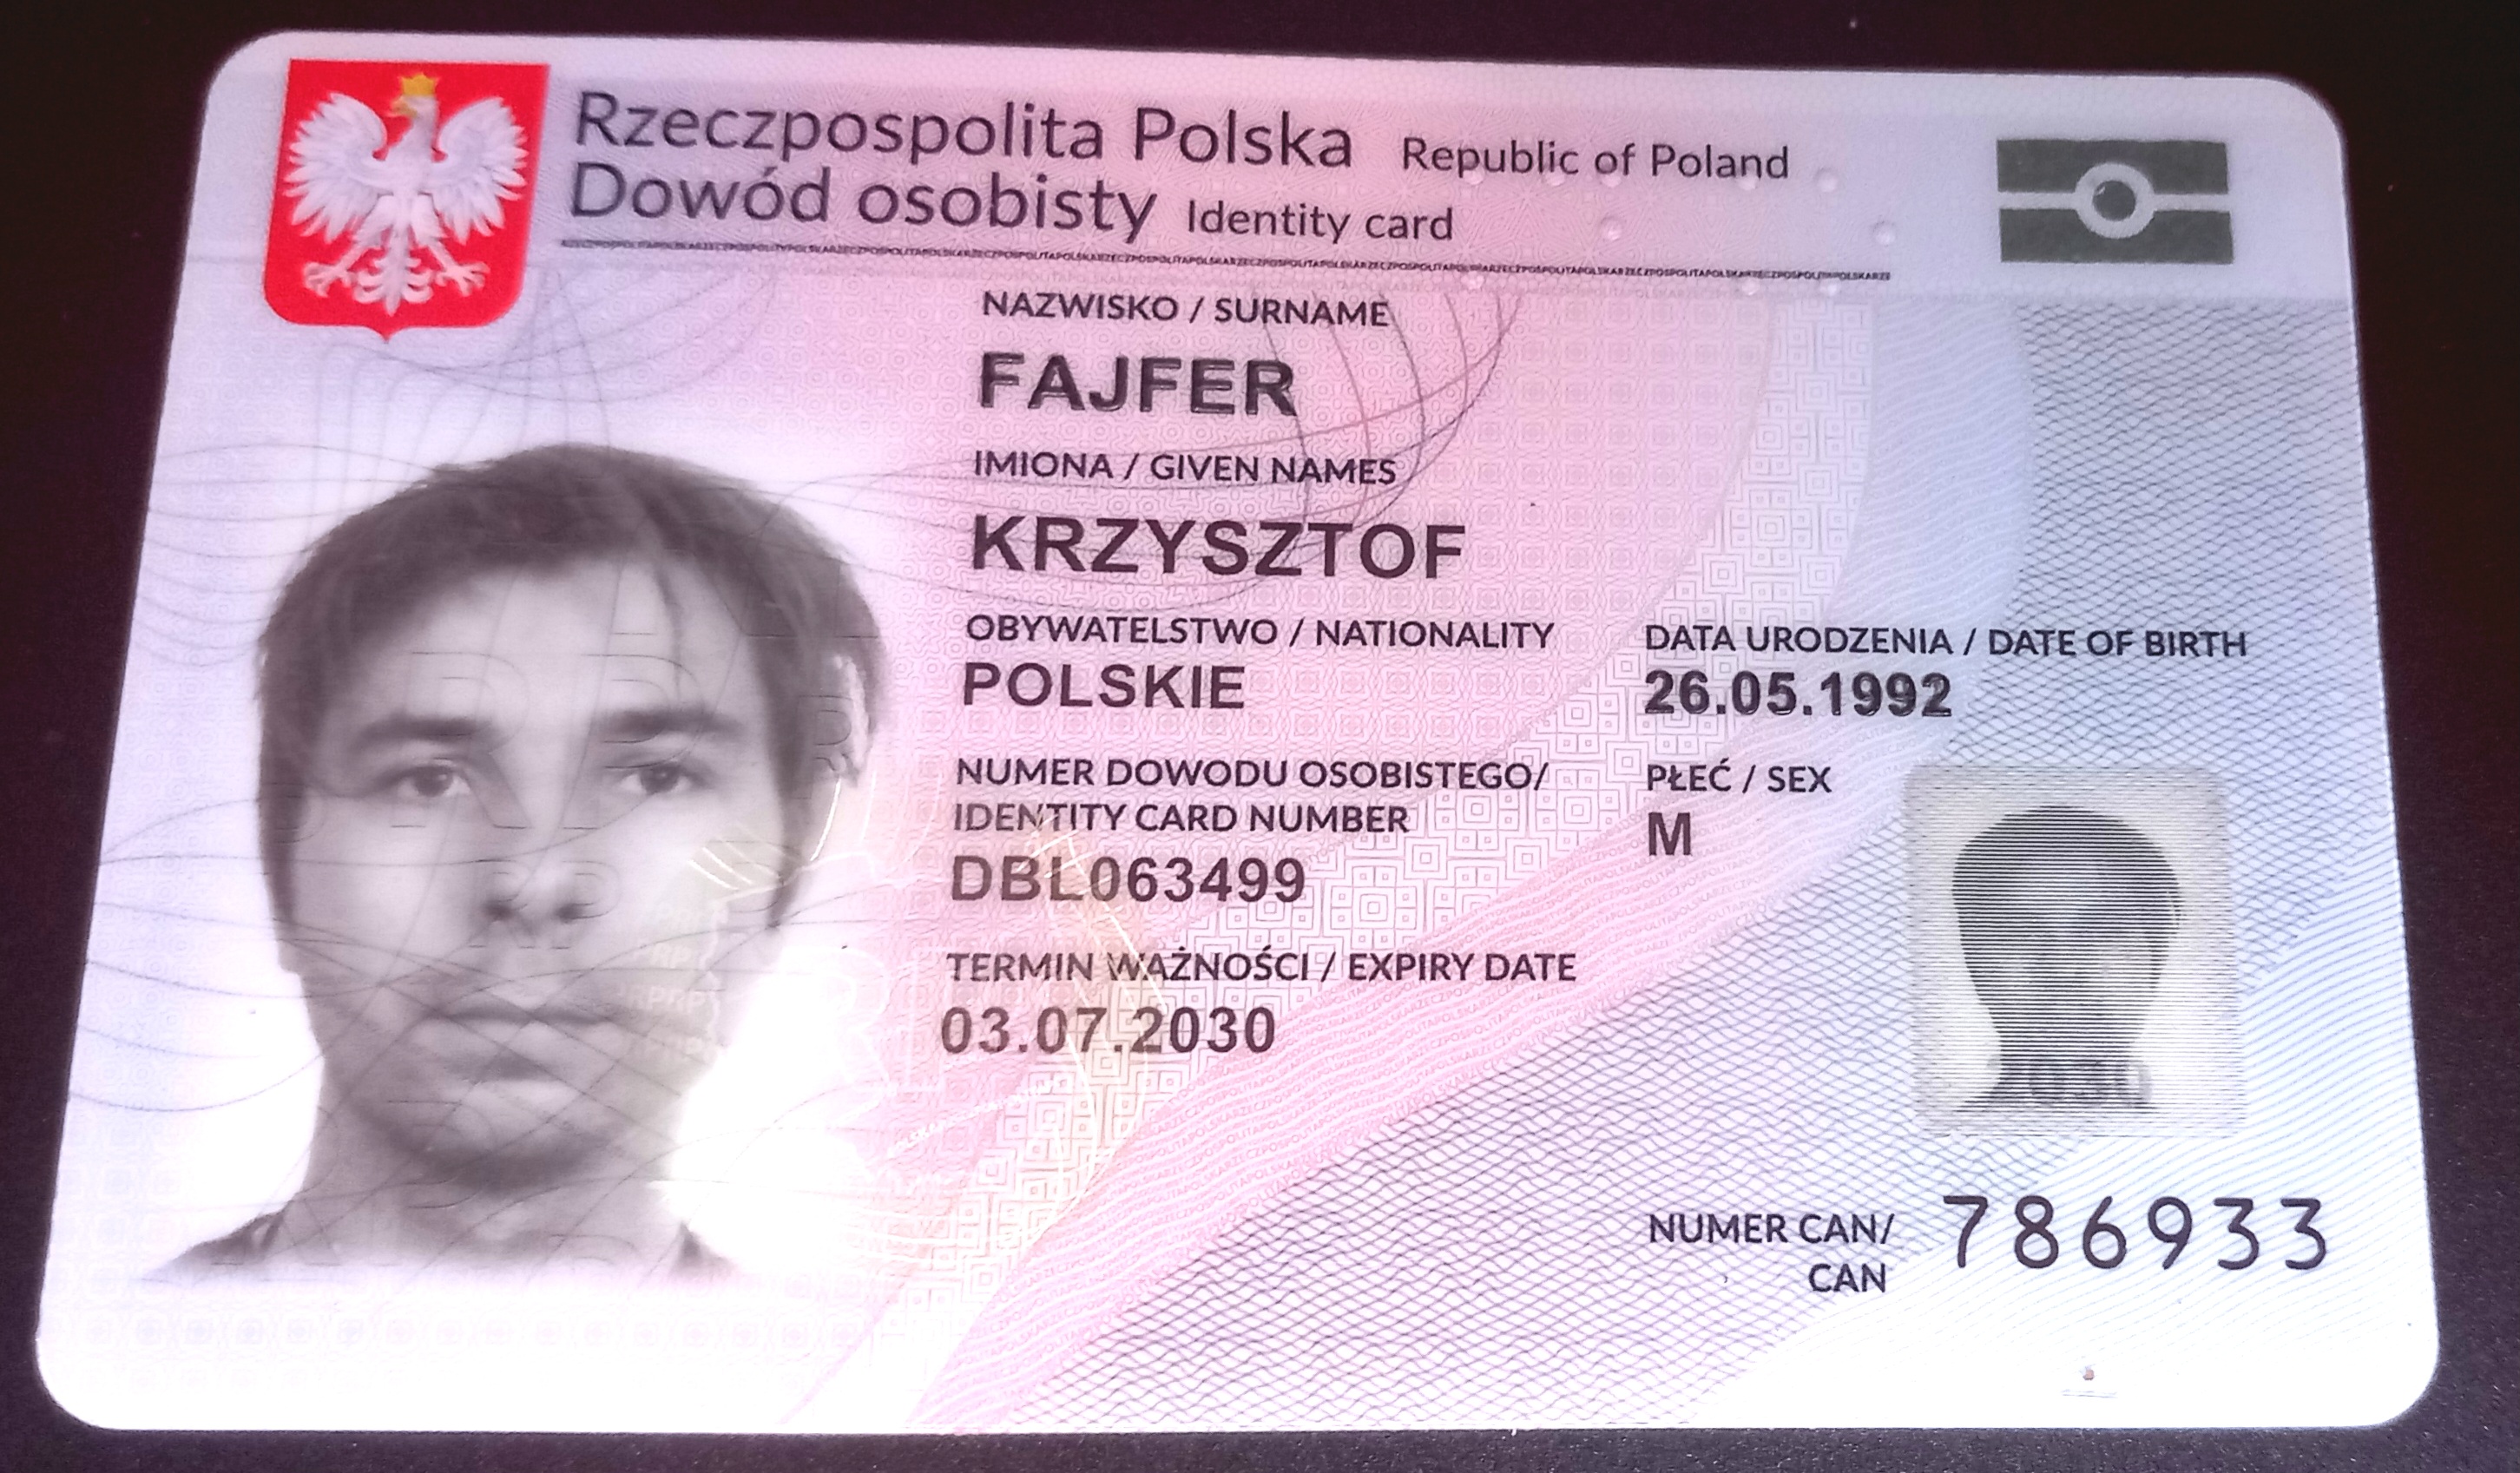 Rzeczpospolita Polska Republic of Poland
Dowód osobisty Identity card
NAZWISKO / SURNAME
FAJFER
IMIONA / GIVEN NAMES
KRZYSZTOF
OBYWATELSTWO / NATIONALITY
POLSKIE
DATA URODZENIA / DATE OF BIRTH
26.05.1992
NUMER DOWODU OSOBISTEGO/
IDENTITY CARD NUMBER
DBL063499
PŁEĆ / SEX
M
TERMIN WAŻNOŚCI / EXPIRY DATE
03.07.2030
2030
NUMER CAN/
CAN
786933